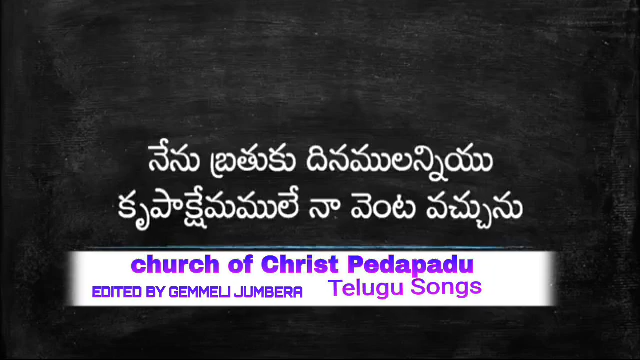 నేను బ్రతుకు దినములన్నియు
కృపాక్షేమములే నా వెంట వచ్చును
church of Christ Pedapadu
EDITED BY GEMMELI JUMBERA Telugu Songs